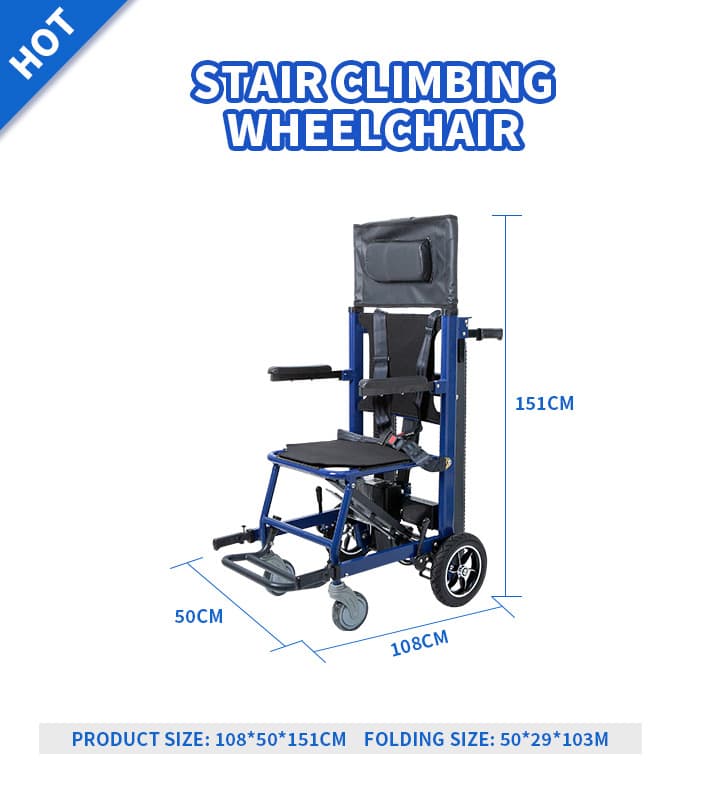 HOT
STAIR CLIMBING
WHEELCHAIR
151CM
50CM
108CM
PRODUCT SIZE: 108*50*151CM FOLDING SIZE: 50*29*103M